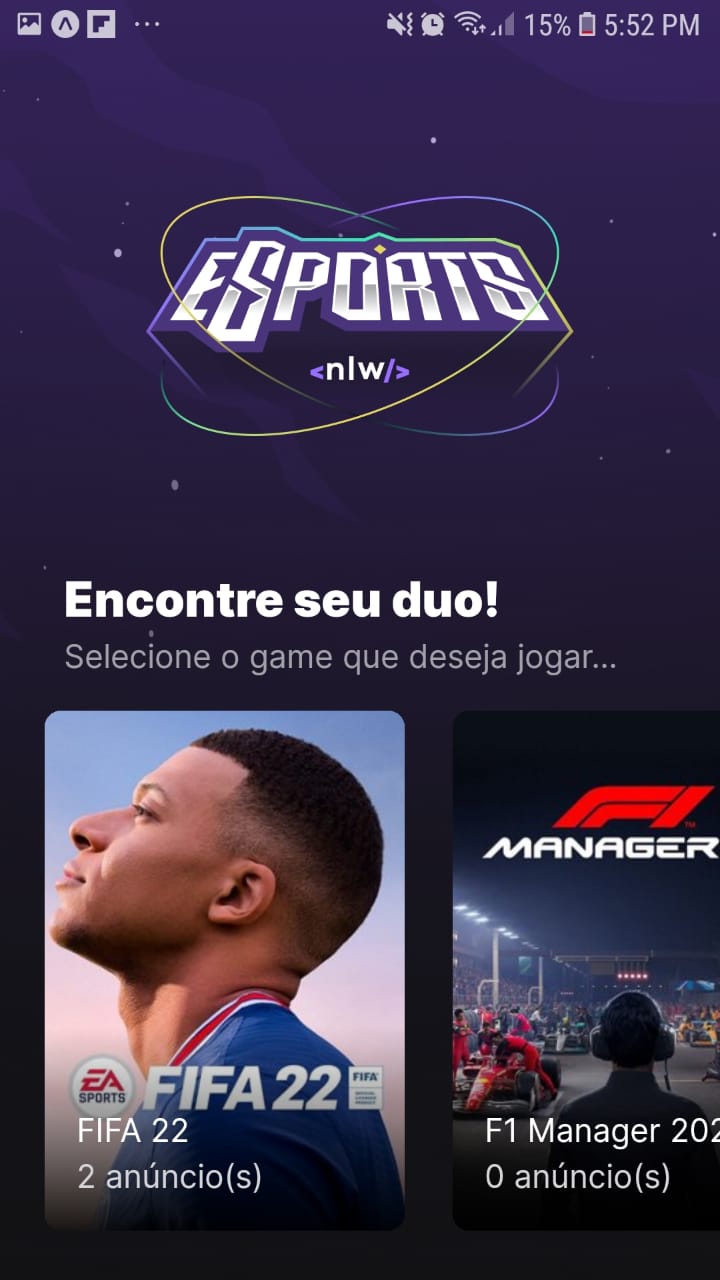 15% 5:52 PM
ESPORTS
<nlw/>
Encontre seu duo!
Selecione o game que deseja jogar...
EA
SPORTS
FIFA 22
FIFA
FIFA 22
2 anúncio(s)
F1
MANAGER
F1 Manager 202
0 anúncio(s)